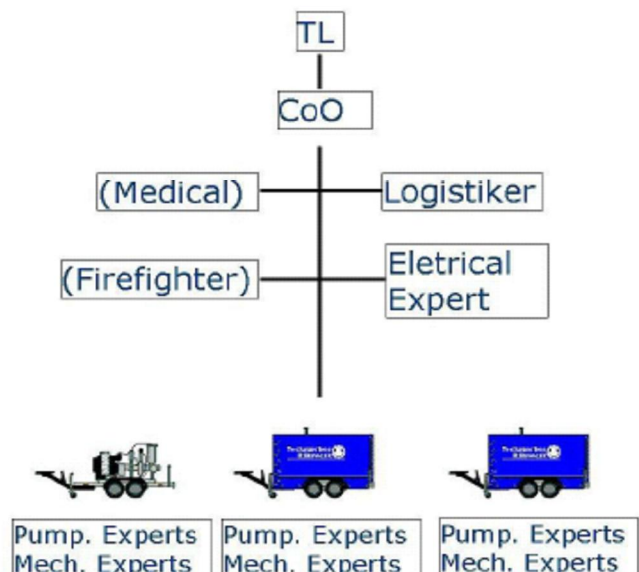 TL
CoO
(Medical)
Logistiker
(Firefighter)
Eletrical
Expert
Pump. Experts
Mech. Experts
Pump. Experts
Mech. Experts
Pump. Experts
Mech. Experts